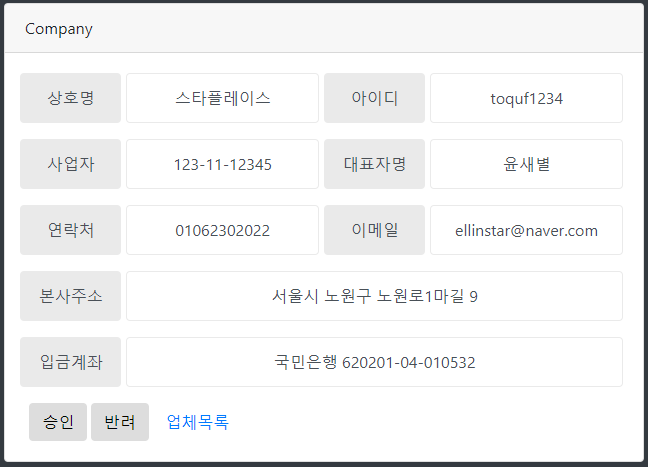 Company
상호명 스타플레이스 아이디 toquf1234
사업자 123-11-12345 대표자명 윤새별
연락처 01062302022 이메일 ellinstar@naver.com
본사주소 서울시 노원구 노원로1마길 9
입금계좌 국민은행 620201-04-010532
승인 반려 업체목록